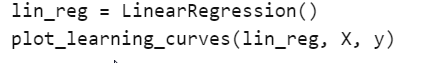 lin_reg = LinearRegression()
plot_learning_curves(lin_reg, X, y)